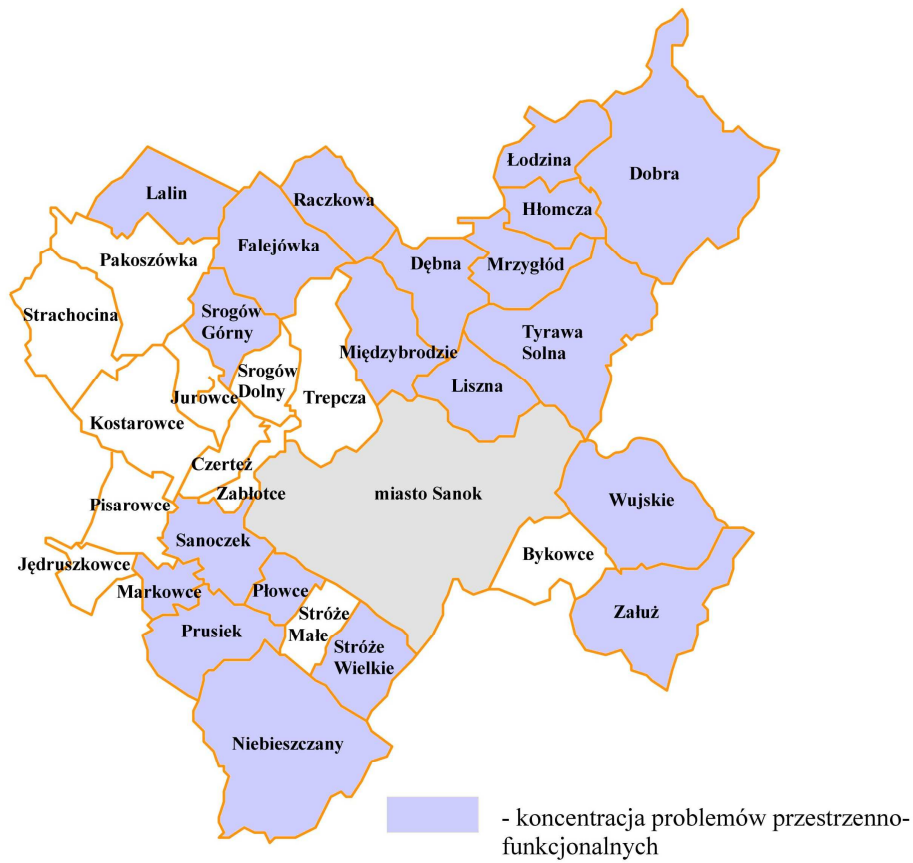 Łodzina
Dobra
Lalin
Raczkowa
Hłomcza
Falejówka
Pakoszówka
Dębna
Mrzygłód
Strachocina
Srogów
Górny
Tyrawa
Solna
Międzybrodzie
Srogów
Dolny
Liszna
Jurowce
Trepcza
Kostarowce
Czerteż
Zabłotce
miasto Sanok
Wujskie
Pisarowce
Sanoczek
Bykowce
Jędruszkowce
Markowce
Płowce
Stróże
Małe
Załuż
Prusiek
Stróże
Wielkie
Niebieszczany
- koncentracja problemów przestrzenno-
funkcjonalnych